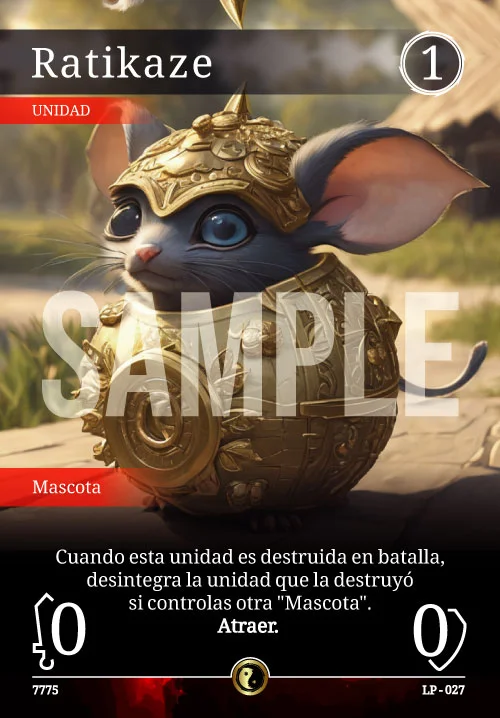 Ratikaze
1
UNIDAD
SAMPLE
Mascota
Cuando esta unidad es destruida en batalla,
desintegra la unidad que la destruyó
si controlas otra "Mascota".
Atraer.
0
0
7775
LP-027